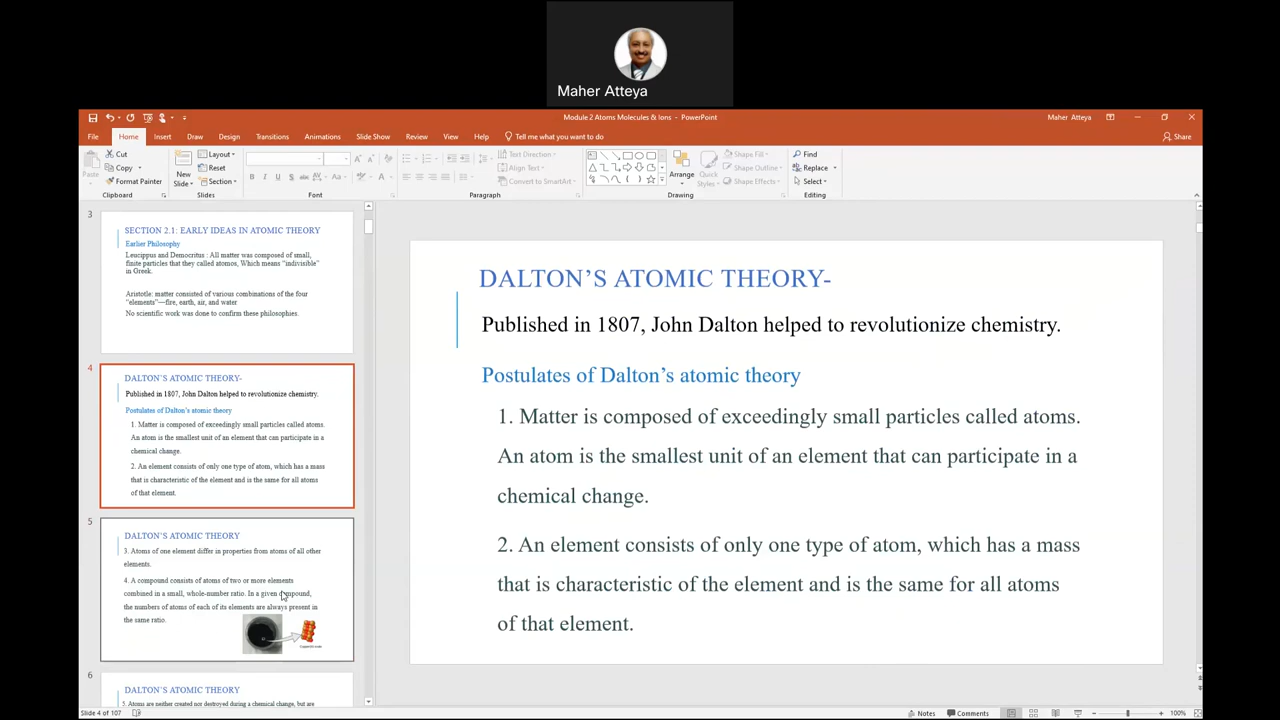 Maher Atteya
Module 2 Atoms Molecules & Ions - PowerPoint
Maher Atteya
File Home Insert Draw Design Transitions Animations Slide Show Review View Help Tell me what you want to do
Share
Paste
Cut
Copy
Format Painter
Clipboard
New
Slide
Layout
Reset
Section
Slides
Font
Text Direction
Align Text
Convert to SmartArt
Paragraph
Arrange
Quick
Styles
Shape Fill
Shape Outline
Shape Effects
Drawing
Find
Replace
Select
Editing
3
SECTION 2.1: EARLY IDEAS IN ATOMIC THEORY
Earlier Philosophy
Leucippus and Democritus : All matter was composed of small,
finite particles that they called atomos, Which means "indivisible"
in Greek.
Aristotle: matter consisted of various combinations of the four
"elements"—fire, earth, air, and water
No scientific work was done to confirm these philosophies.
4
DALTON'S ATOMIC THEORY-
Published in 1807, John Dalton helped to revolutionize chemistry.
Postulates of Dalton's atomic theory
1. Matter is composed of exceedingly small particles called atoms.
An atom is the smallest unit of an element that can participate in a
chemical change.
2. An element consists of only one type of atom, which has a mass
that is characteristic of the element and is the same for all atoms
of that element.
5
DALTON'S ATOMIC THEORY
3. Atoms of one element differ in properties from atoms of all other
elements.
4. A compound consists of atoms of two or more elements
combined in a small, whole-number ratio. In a given compound,
the numbers of atoms of each of its elements are always present in
the same ratio.
6
DALTON'S ATOMIC THEORY
5. Atoms are neither created nor destroyed during a chemical change, but are
DALTON'S ATOMIC THEORY-
Published in 1807, John Dalton helped to revolutionize chemistry.
Postulates of Dalton's atomic theory
1. Matter is composed of exceedingly small particles called atoms.
An atom is the smallest unit of an element that can participate in a
chemical change.
2. An element consists of only one type of atom, which has a mass
that is characteristic of the element and is the same for all atoms
of that element.
Slide 4 of 107
Notes Comments 100%